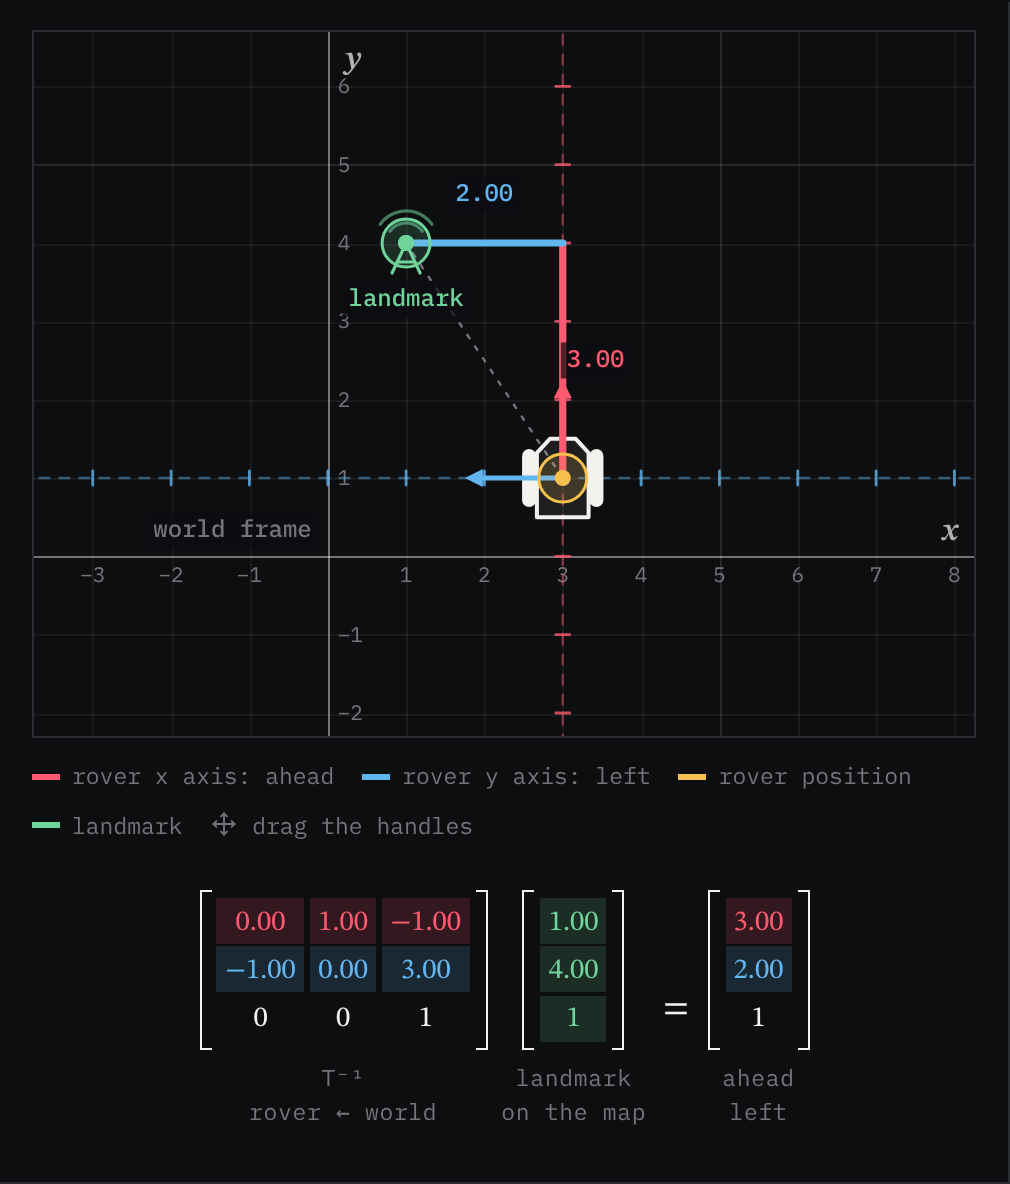 y
6
5
2.00
4
landmark
3
3.00
2
1
world frame
x
−3 −2 −1 1 2 3 4 5 6 7 8
−1
−2
rover x axis: ahead rover y axis: left rover position
landmark drag the handles
0.00 1.00 −1.00 1.00 3.00
−1.00 0.00 3.00 4.00 2.00
0 0 1 1 = 1
T⁻¹ landmark ahead
rover ← world on the map left